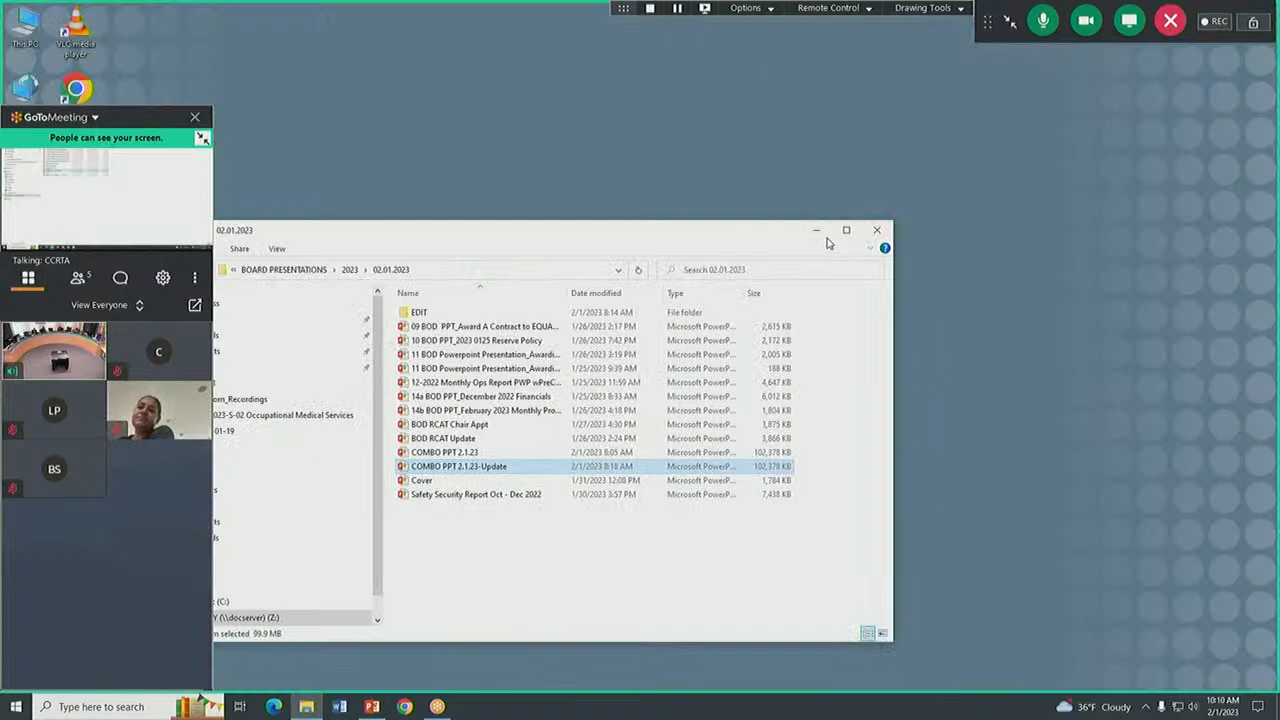 Options
Remote Control
Drawing Tools
REC
This PC
VLC media
player
GoToMeeting
People can see your screen.
Talking: CCRTA
5
View Everyone
C
LP
BS
02.01.2023
Share
View
« BOARD PRESENTATIONS › 2023 › 02.01.2023
Search 02.01.2023
Name
Date modified
Type
Size
EDIT 2/1/2023 8:14 AM File folder
09 BOD PPT_Award A Contract to EQUA... 1/26/2023 2:17 PM Microsoft PowerP... 2,615 KB
10 BOD PPT_2023 0125 Reserve Policy 1/26/2023 7:42 PM Microsoft PowerP... 2,172 KB
11 BOD Powerpoint Presentation_Awardi... 1/26/2023 3:19 PM Microsoft PowerP... 2,005 KB
11 BOD Powerpoint Presentation_Awardi... 1/25/2023 9:39 AM Microsoft PowerP... 188 KB
12-2022 Monthly Ops Report PWP wPreC... 1/25/2023 11:59 AM Microsoft PowerP... 4,647 KB
14a BOD PPT_December 2022 Financials 1/25/2023 8:33 AM Microsoft PowerP... 6,012 KB
14b BOD PPT_February 2023 Monthly Pro... 1/26/2023 4:18 PM Microsoft PowerP... 1,804 KB
BOD RCAT Chair Appt 1/27/2023 4:30 PM Microsoft PowerP... 3,875 KB
BOD RCAT Update 1/26/2023 2:24 PM Microsoft PowerP... 3,866 KB
COMBO PPT 2.1.23 2/1/2023 8:05 AM Microsoft PowerP... 102,378 KB
COMBO PPT 2.1.23-Update 2/1/2023 8:18 AM Microsoft PowerP... 102,378 KB
Cover 1/31/2023 12:08 PM Microsoft PowerP... 1,784 KB
Safety Security Report Oct - Dec 2022 1/30/2023 3:57 PM Microsoft PowerP... 7,438 KB
om_Recordings
023-S-02 Occupational Medical Services
-01-19
: (C:)
Y (\\docserver) (Z:)
m selected 99.9 MB
Type here to search
36°F Cloudy
10:10 AM
2/1/2023